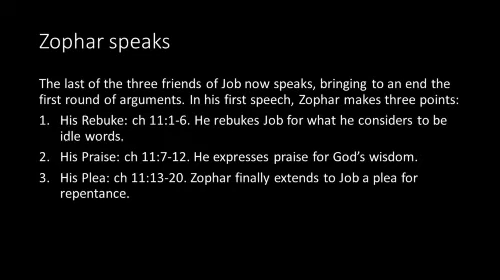 Zophar speaks
The last of the three friends of Job now speaks, bringing to an end the
first round of arguments. In his first speech, Zophar makes three points:
1. His Rebuke: ch 11:1-6. He rebukes Job for what he considers to be
idle words.
2. His Praise: ch 11:7-12. He expresses praise for God’s wisdom.
3. His Plea: ch 11:13-20. Zophar finally extends to Job a plea for
repentance.